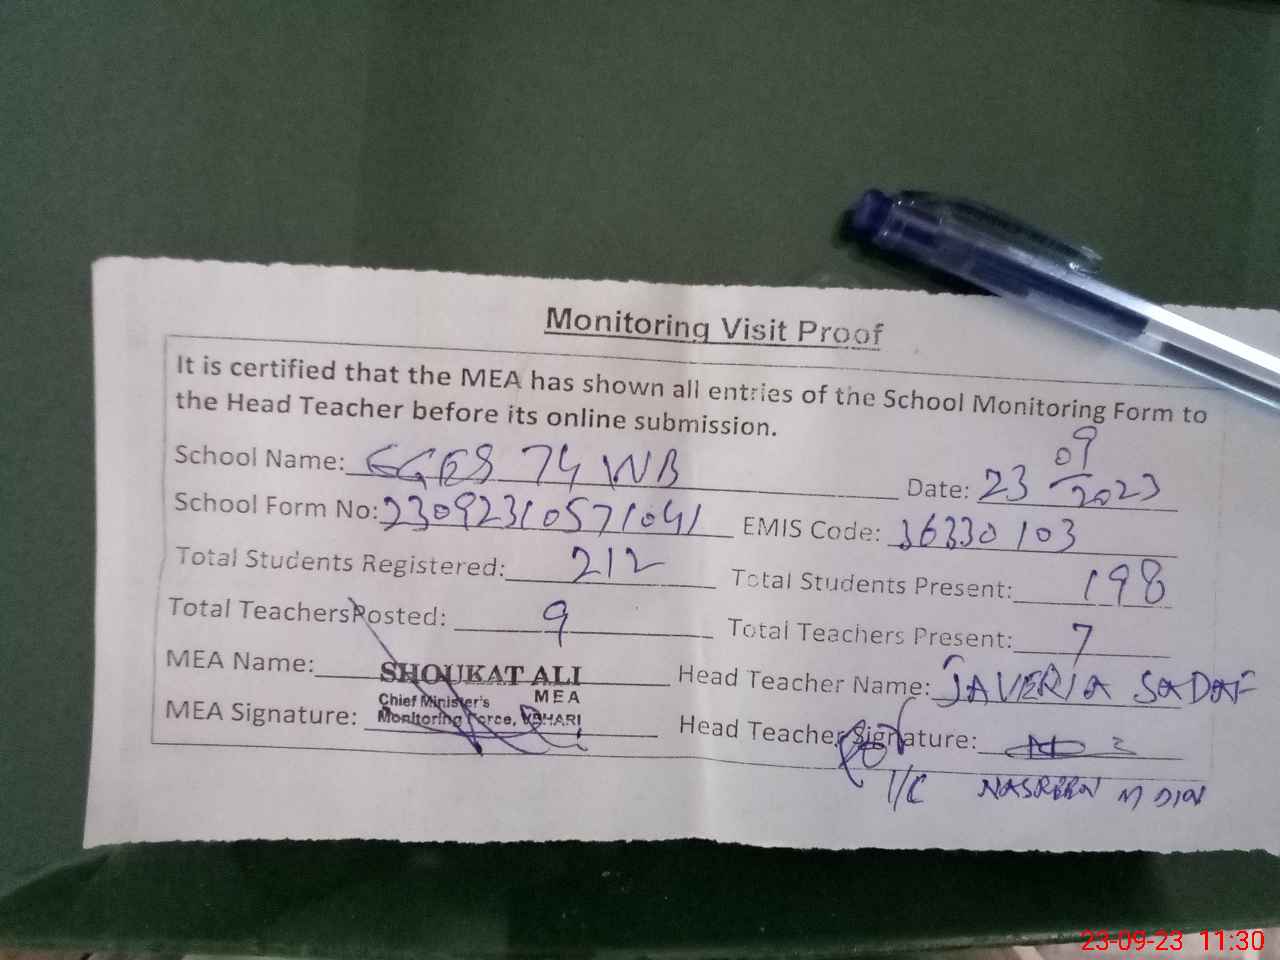 Monitoring Visit Proof
It is certified that the MEA has shown all entries of the School Monitoring Form to
the Head Teacher before its online submission.
School Name: GGES 74 WB Date: 23 09/2023
School Form No: 23092310571041 EMIS Code: 36330103
Total Students Registered: 212 Total Students Present: 198
Total Teachers Posted: 9 Total Teachers Present: 7
MEA Name: SHOUKAT ALI Head Teacher Name: JAVERIA SADAF
MEA
Chief Minister's
Monitoring Force, VEHARI
MEA Signature: Head Teacher Signature:
I/C NASREEN M DIN
23-09-23 11:30